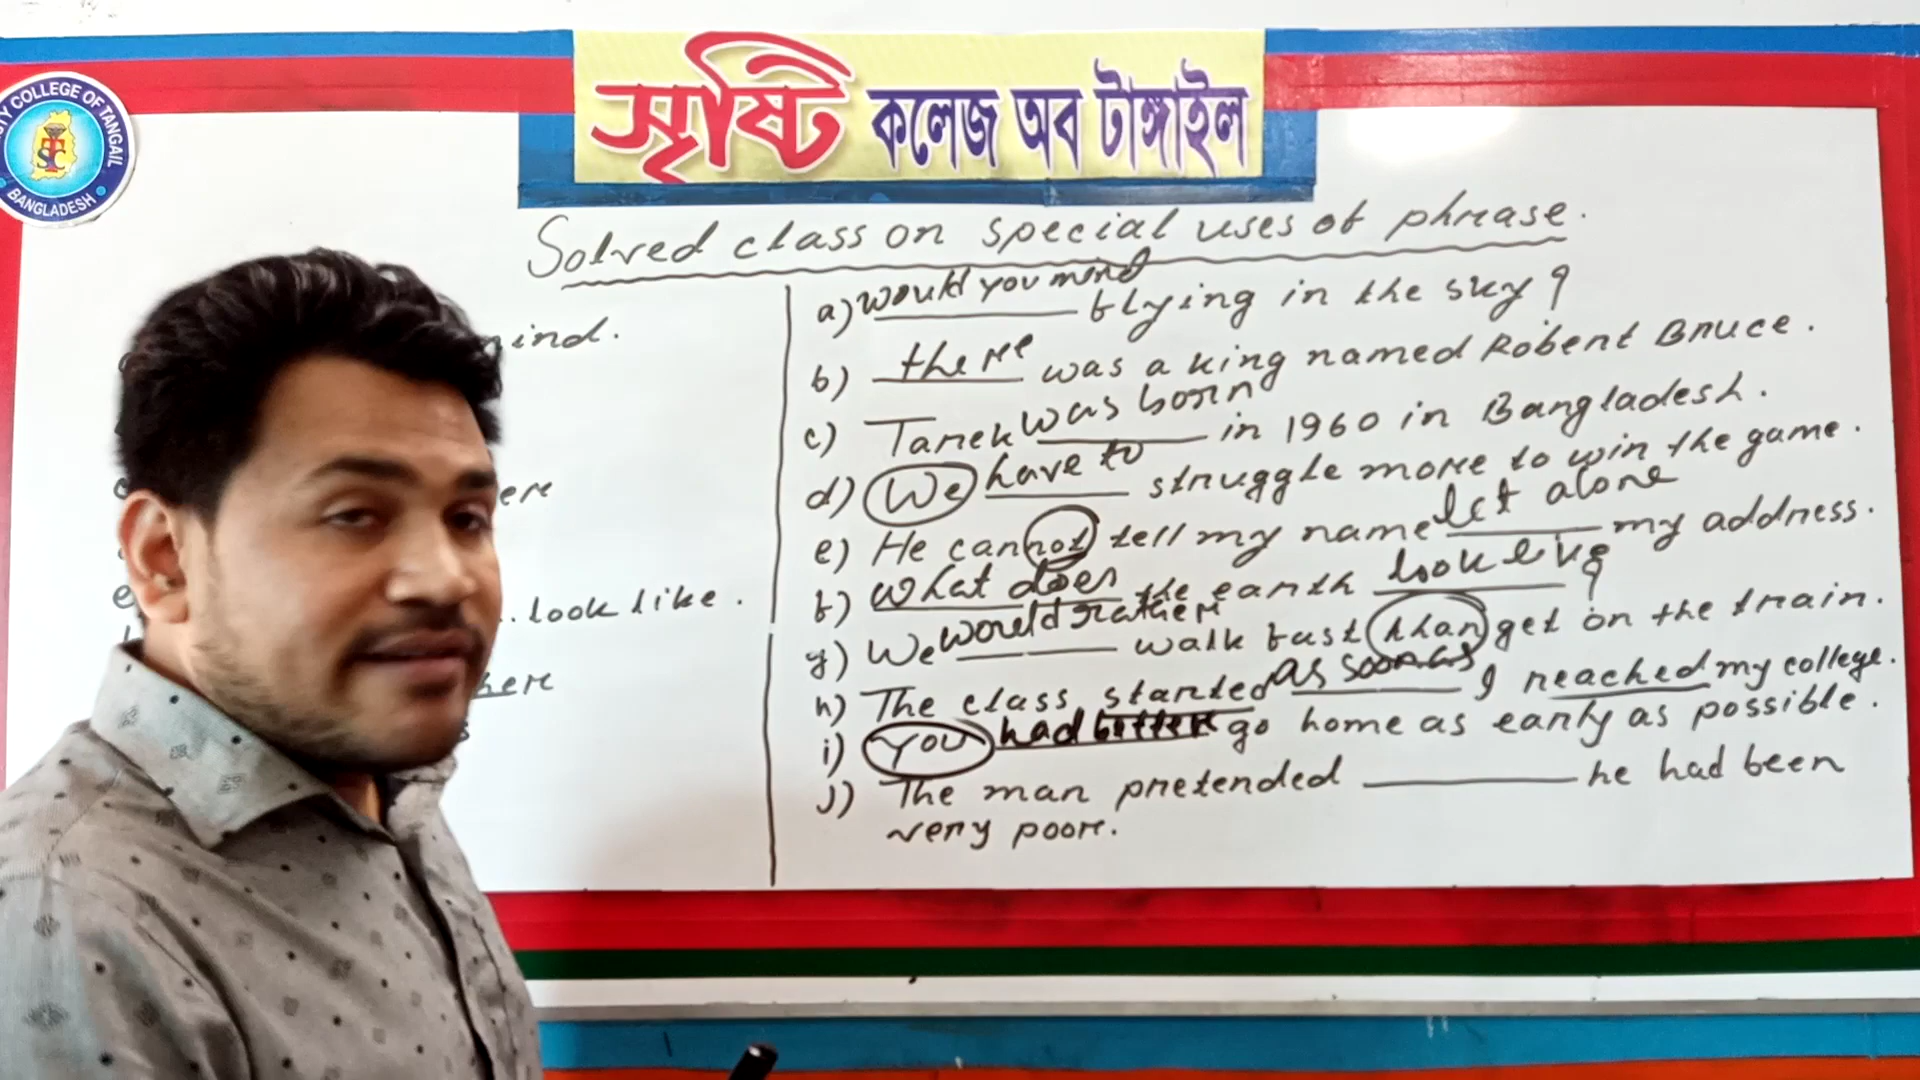 সৃষ্টি কলেজ অব টাঙ্গাইল
TY COLLEGE OF TANGAIL
STC
BANGLADESH
Solved class on special uses of phrase.
mind.
ere
look like.
here
a) would you mind flying in the sky?
b) there was a king named Robert Bruce.
c) Tarek was born in 1960 in Bangladesh.
d) We have to struggle more to win the game.
e) He cannot tell my name let alone my address.
f) What does the earth look like?
g) We would rather walk fast than get on the train.
h) The class started as soon as I reached my college.
i) You had better go home as early as possible.
j) The man pretended ______ he had been
very poor.